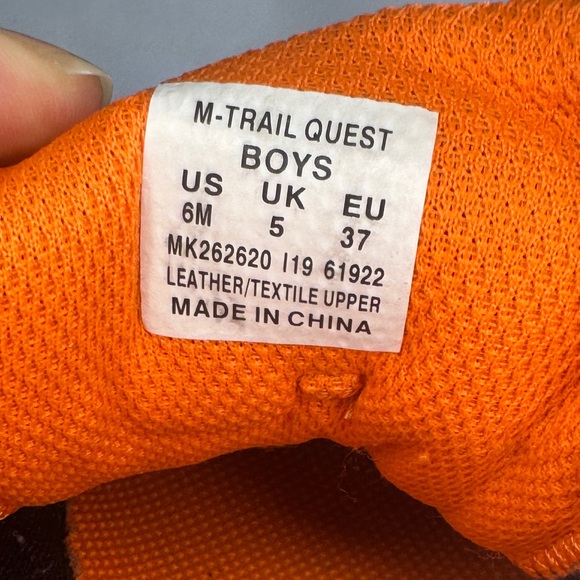 M-TRAIL QUEST
BOYS
US UK EU
6M 5 37
MK262620 I19 61922
LEATHER/TEXTILE UPPER
MADE IN CHINA